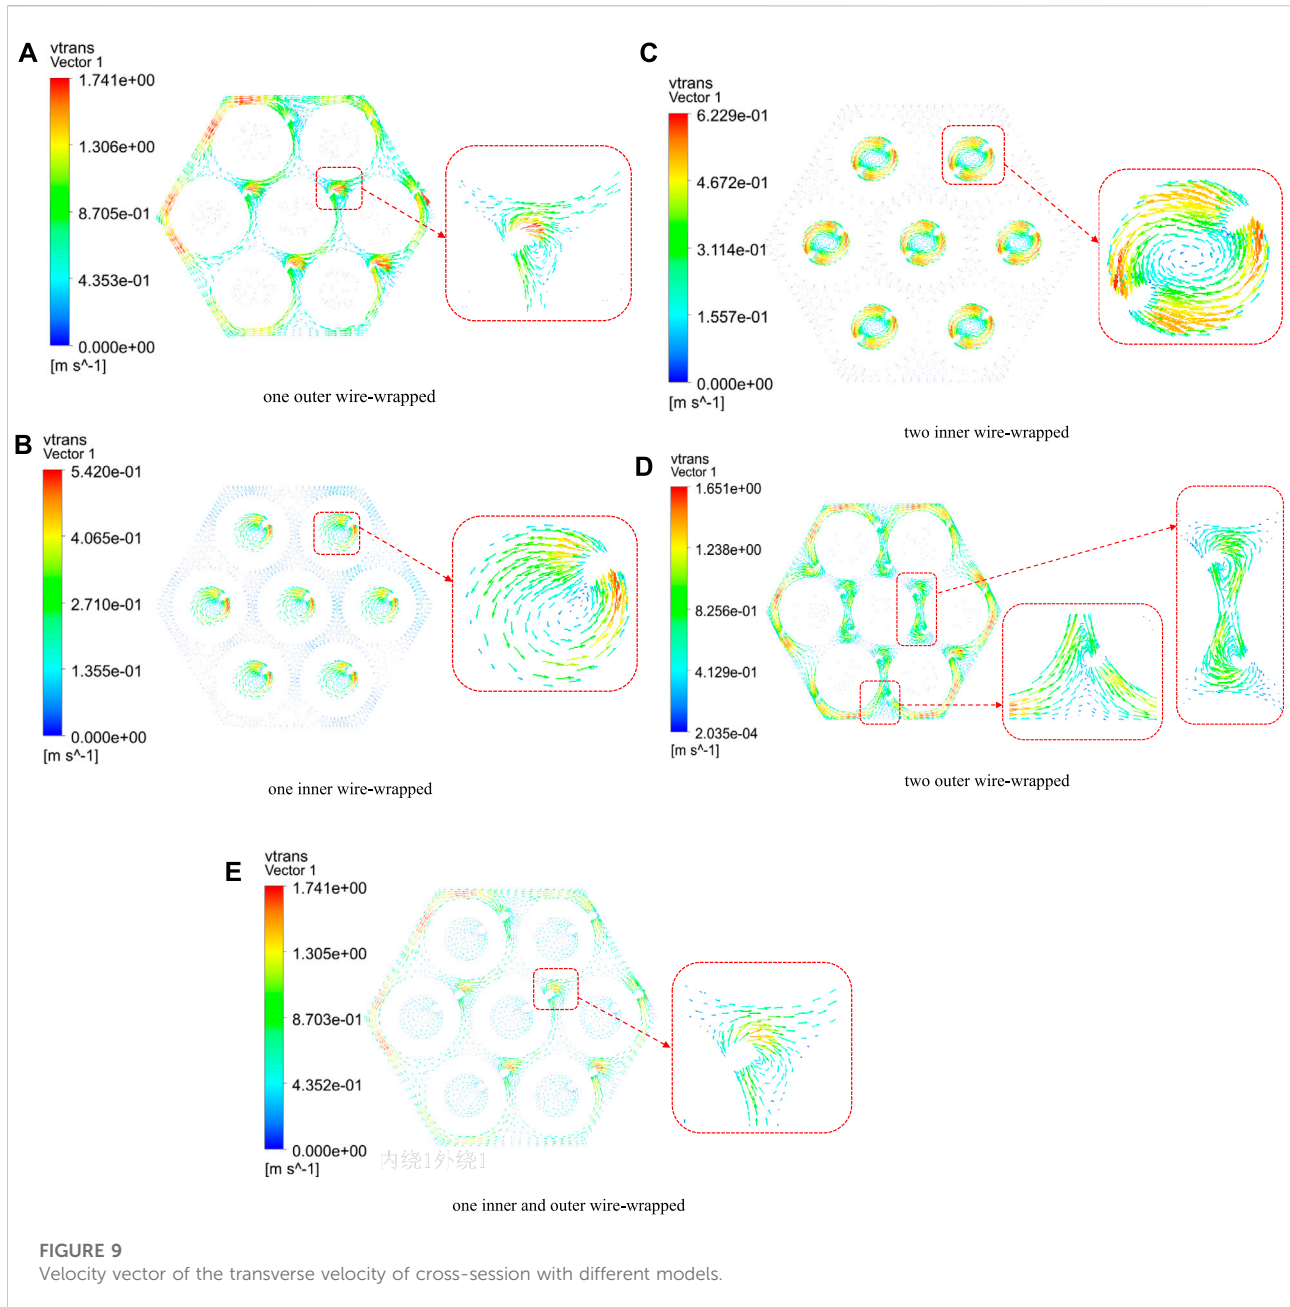 A
vtrans
Vector 1
1.741e+00
1.306e+00
8.705e-01
4.353e-01
0.000e+00
[m s^-1]
one outer wire-wrapped
B
vtrans
Vector 1
5.420e-01
4.065e-01
2.710e-01
1.355e-01
0.000e+00
[m s^-1]
one inner wire-wrapped
C
vtrans
Vector 1
6.229e-01
4.672e-01
3.114e-01
1.557e-01
0.000e+00
[m s^-1]
two inner wire-wrapped
D
vtrans
Vector 1
1.651e+00
1.238e+00
8.256e-01
4.129e-01
2.035e-04
[m s^-1]
two outer wire-wrapped
E
vtrans
Vector 1
1.741e+00
1.305e+00
8.703e-01
4.352e-01
0.000e+00
[m s^-1]
内绕1外绕1
one inner and outer wire-wrapped
FIGURE 9
Velocity vector of the transverse velocity of cross-session with different models.